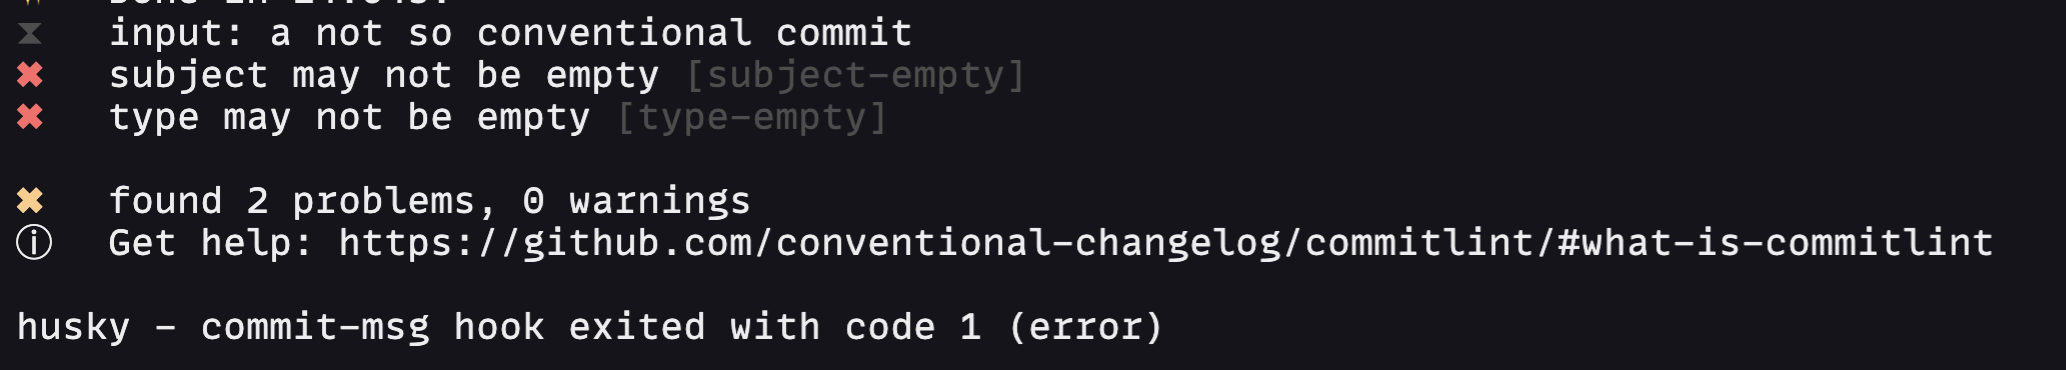 ⧗ input: a not so conventional commit
✖ subject may not be empty [subject-empty]
✖ type may not be empty [type-empty]
✖ found 2 problems, 0 warnings
ⓘ Get help: https://github.com/conventional-changelog/commitlint/#what-is-commitlint
husky - commit-msg hook exited with code 1 (error)